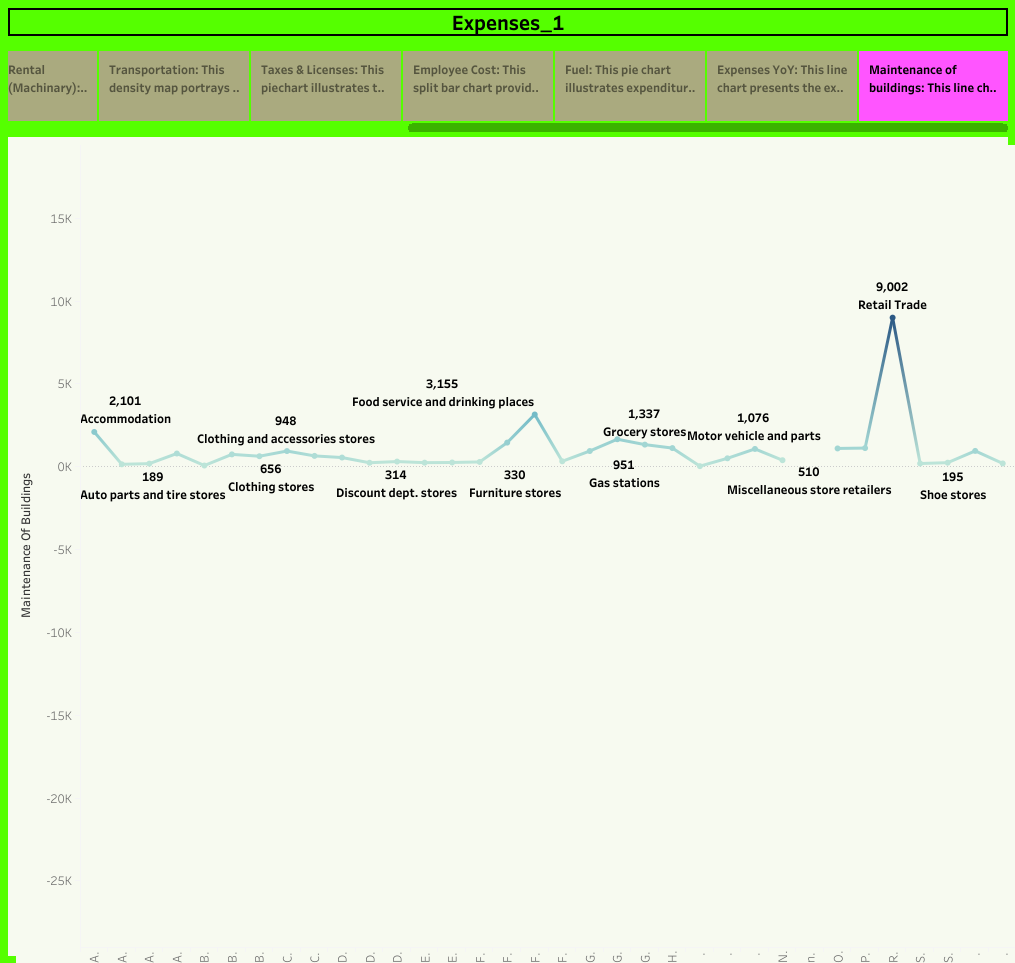 Expenses_1
Rental
(Machinary):..
Transportation: This
density map portrays ..
Taxes & Licenses: This
piechart illustrates t..
Employee Cost: This
split bar chart provid..
Fuel: This pie chart
illustrates expenditur..
Expenses YoY: This line
chart presents the ex..
Maintenance of
buildings: This line ch..
15K
10K
5K
0K
-5K
-10K
-15K
-20K
-25K
Maintenance Of Buildings
2,101
Accommodation
189
Auto parts and tire stores
948
Clothing and accessories stores
656
Clothing stores
3,155
Food service and drinking places
314
Discount dept. stores
330
Furniture stores
1,337
Grocery stores
951
Gas stations
1,076
Motor vehicle and parts
510
Miscellaneous store retailers
9,002
Retail Trade
195
Shoe stores
A.
A.
A.
A.
B.
B.
B.
C.
C.
D.
D.
D.
E.
E.
F.
F.
F.
F.
G.
G.
G.
H.
N.
n.
O.
P.
R.
S.
S.